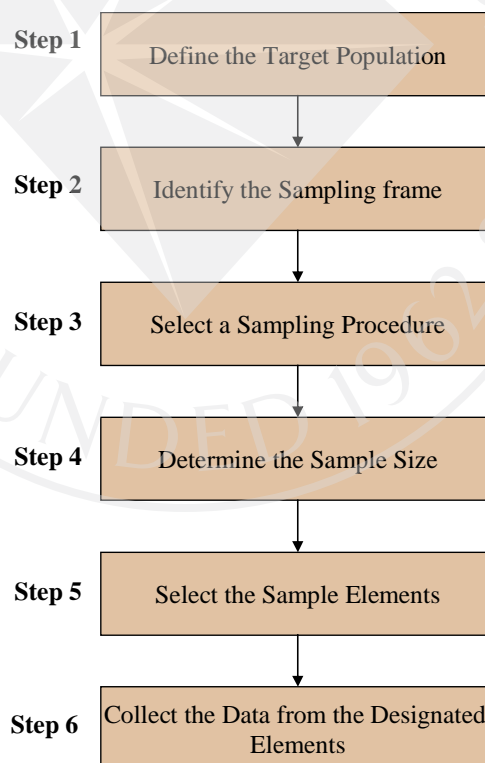 Step 1
Define the Target Population
Step 2
Identify the Sampling frame
Step 3
Select a Sampling Procedure
Step 4
Determine the Sample Size
Step 5
Select the Sample Elements
Step 6
Collect the Data from the Designated
Elements
UNDED 1962